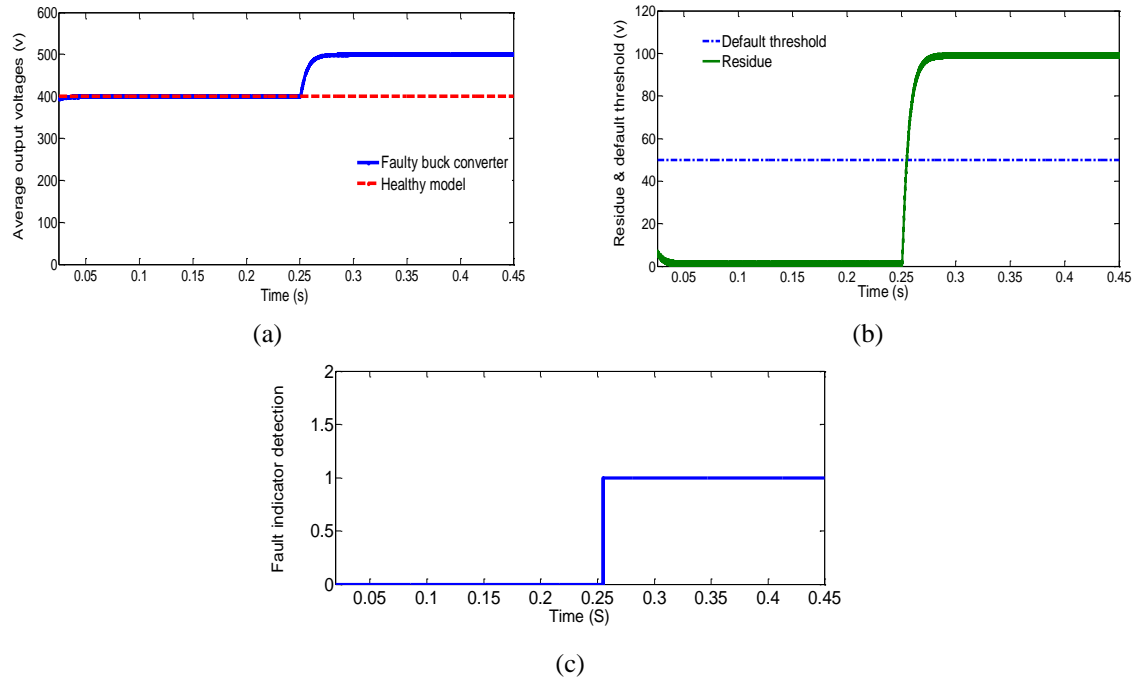 Average output voltages (v)
600
500
400
300
200
100
0
Faulty buck converter
Healthy model
0.05 0.1 0.15 0.2 0.25 0.3 0.35 0.4 0.45
Time (s)
(a)
Residue & default threshold (v)
120
100
80
60
40
20
0
Default threshold
Residue
0.05 0.1 0.15 0.2 0.25 0.3 0.35 0.4 0.45
Time (s)
(b)
Fault indicator detection
2
1.5
1
0.5
0
0.05 0.1 0.15 0.2 0.25 0.3 0.35 0.4 0.45
Time (S)
(c)